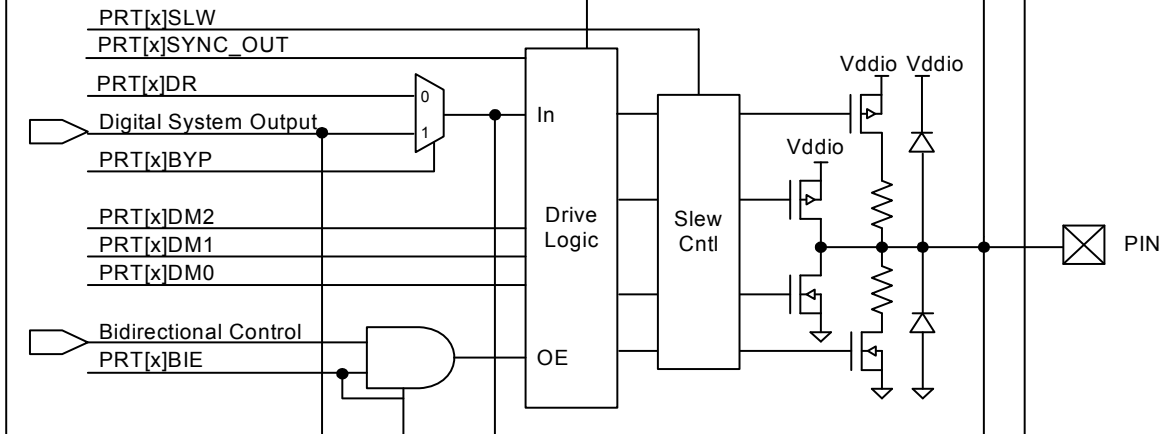 PRT[x]SLW
PRT[x]SYNC_OUT
PRT[x]DR
Digital System Output
PRT[x]BYP
0
1
PRT[x]DM2
PRT[x]DM1
PRT[x]DM0
Bidirectional Control
PRT[x]BIE
In
Drive
Logic
OE
Slew
Cntl
Vddio
Vddio
Vddio
PIN